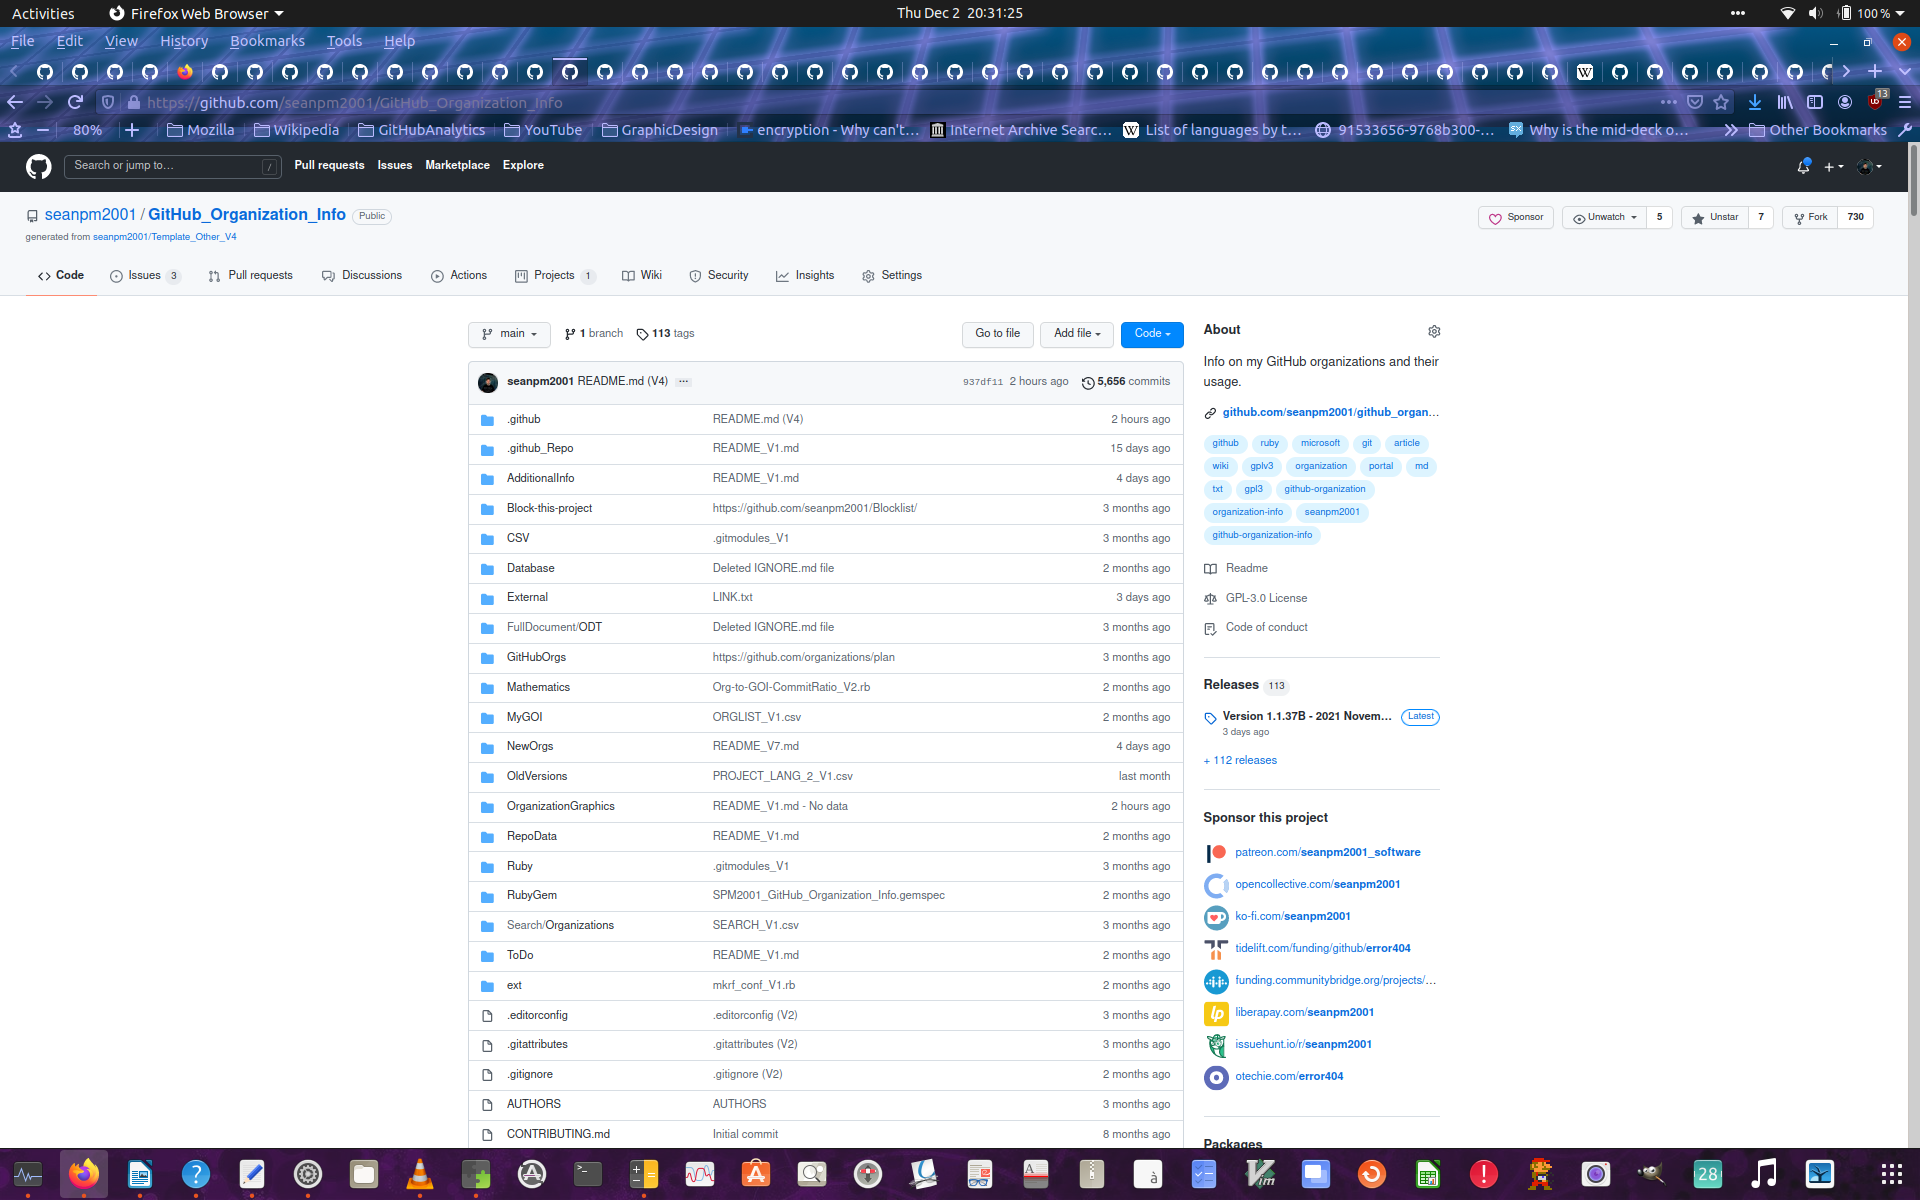 Activities
Firefox Web Browser
Thu Dec 2 20:31:25
100 %
File Edit View History Bookmarks Tools Help
https://github.com/seanpm2001/GitHub_Organization_Info
13
80%
Mozilla
Wikipedia
GitHubAnalytics
YouTube
GraphicDesign
encryption - Why can't…
Internet Archive Searc…
List of languages by t…
91533656-9768b300-…
Why is the mid-deck o…
Other Bookmarks
Search or jump to…
/
Pull requests Issues Marketplace Explore
seanpm2001 / GitHub_Organization_Info Public
generated from seanpm2001/Template_Other_V4
Sponsor
Unwatch 5
Unstar 7
Fork 730
Code
Issues 3
Pull requests
Discussions
Actions
Projects 1
Wiki
Security
Insights
Settings
main
1 branch
113 tags
Go to file
Add file
Code
seanpm2001 README.md (V4) ...
937df11 2 hours ago
5,656 commits
.github README.md (V4) 2 hours ago
.github_Repo README_V1.md 15 days ago
AdditionalInfo README_V1.md 4 days ago
Block-this-project https://github.com/seanpm2001/Blocklist/ 3 months ago
CSV .gitmodules_V1 3 months ago
Database Deleted IGNORE.md file 2 months ago
External LINK.txt 3 days ago
FullDocument/ODT Deleted IGNORE.md file 3 months ago
GitHubOrgs https://github.com/organizations/plan 3 months ago
Mathematics Org-to-GOI-CommitRatio_V2.rb 2 months ago
MyGOI ORGLIST_V1.csv 2 months ago
NewOrgs README_V7.md 4 days ago
OldVersions PROJECT_LANG_2_V1.csv last month
OrganizationGraphics README_V1.md - No data 2 hours ago
RepoData README_V1.md 2 months ago
Ruby .gitmodules_V1 3 months ago
RubyGem SPM2001_GitHub_Organization_Info.gemspec 2 months ago
Search/Organizations SEARCH_V1.csv 3 months ago
ToDo README_V1.md 2 months ago
ext mkrf_conf_V1.rb 2 months ago
.editorconfig .editorconfig (V2) 3 months ago
.gitattributes .gitattributes (V2) 3 months ago
.gitignore .gitignore (V2) 2 months ago
AUTHORS AUTHORS 3 months ago
CONTRIBUTING.md Initial commit 8 months ago
About
Info on my GitHub organizations and their
usage.
github.com/seanpm2001/github_organ…
github ruby microsoft git article
wiki gplv3 organization portal md
txt gpl3 github-organization
organization-info seanpm2001
github-organization-info
Readme
GPL-3.0 License
Code of conduct
Releases 113
Version 1.1.37B - 2021 Novem… Latest
3 days ago
+ 112 releases
Sponsor this project
patreon.com/seanpm2001_software
opencollective.com/seanpm2001
ko-fi.com/seanpm2001
tidelift.com/funding/github/error404
funding.communitybridge.org/projects/…
liberapay.com/seanpm2001
issuehunt.io/r/seanpm2001
otechie.com/error404
Packages
28